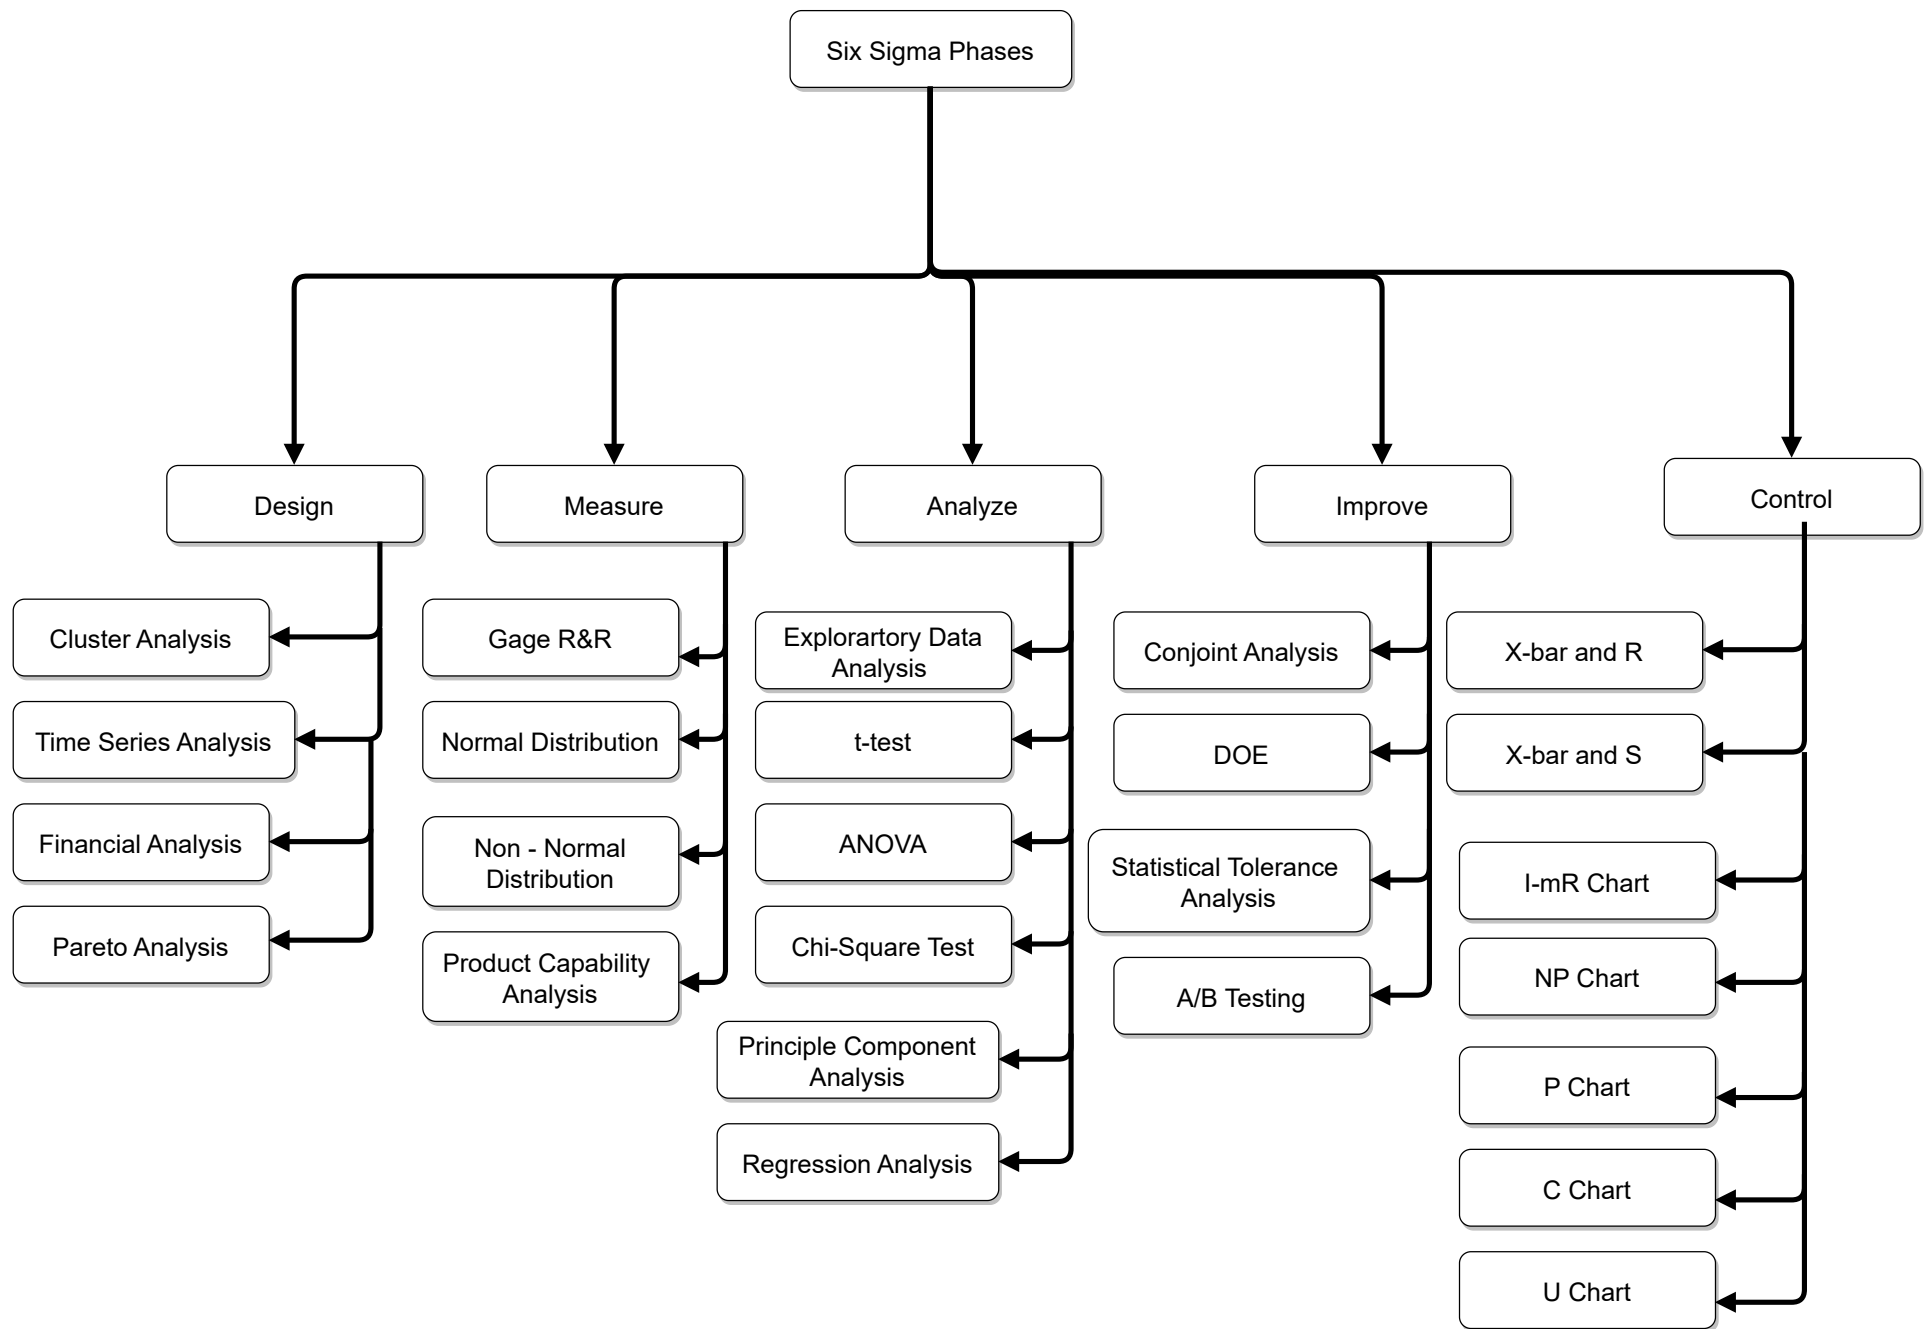 Six Sigma Phases
Design
Measure
Analyze
Improve
Control
Cluster Analysis
Time Series Analysis
Financial Analysis
Pareto Analysis
Gage R&R
Normal Distribution
Non - Normal
Distribution
Product Capability
Analysis
Explorartory Data
Analysis
t-test
ANOVA
Chi-Square Test
Principle Component
Analysis
Regression Analysis
Conjoint Analysis
DOE
Statistical Tolerance
Analysis
A/B Testing
X-bar and R
X-bar and S
I-mR Chart
NP Chart
P Chart
C Chart
U Chart